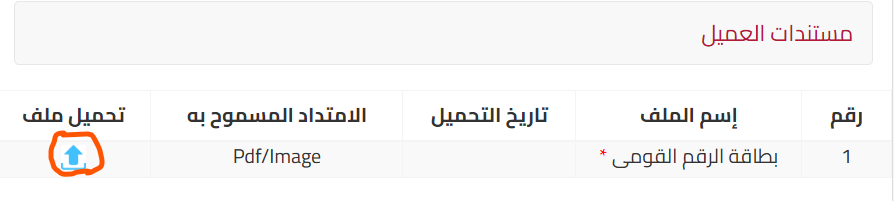 مستندات العميل
رقم إسم الملف تاريخ التحميل الامتداد المسموح به تحميل ملف
1 بطاقة الرقم القومى * Pdf/Image